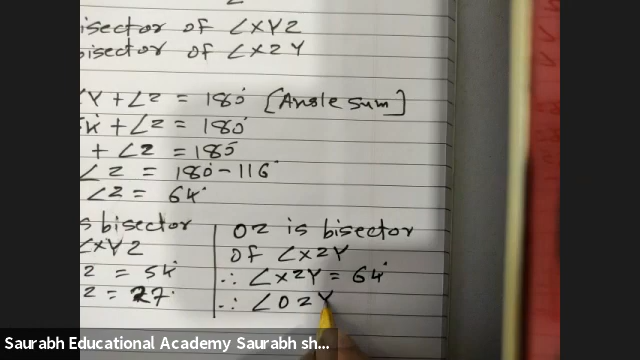 isector of ∠XYZ
bisector of ∠XZY
Y + ∠Z = 180° [Angle sum]
+ ∠Z = 180°
+ ∠Z = 180
∠Z = 180° - 116°
∠Z = 64°
s bisector
∠XYZ
Z = 54°
Z = 27°
OZ is bisector
of ∠XZY
∴ ∠XZY = 64°
∴ ∠OZY
Saurabh Educational Academy Saurabh sh...